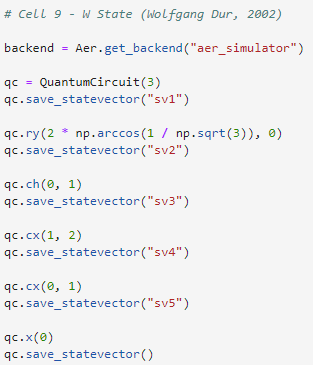 # Cell 9 - W State (Wolfgang Dur, 2002)
backend = Aer.get_backend("aer_simulator")
qc = QuantumCircuit(3)
qc.save_statevector("sv1")
qc.ry(2 * np.arccos(1 / np.sqrt(3)), 0)
qc.save_statevector("sv2")
qc.ch(0, 1)
qc.save_statevector("sv3")
qc.cx(1, 2)
qc.save_statevector("sv4")
qc.cx(0, 1)
qc.save_statevector("sv5")
qc.x(0)
qc.save_statevector()